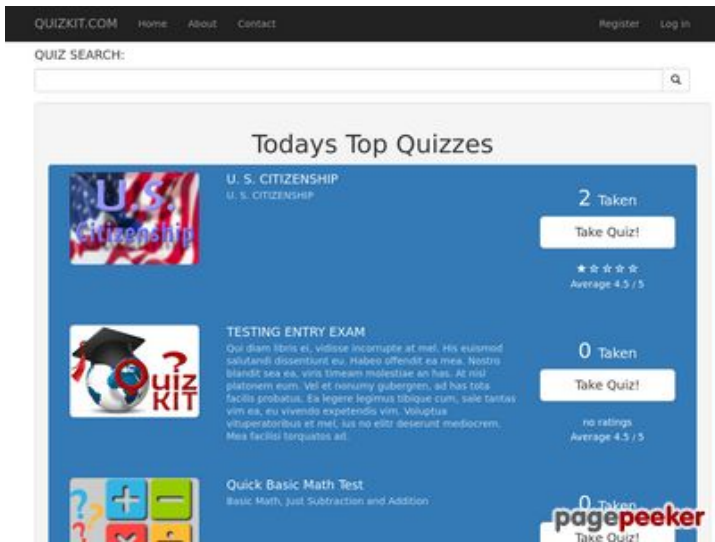 QUIZKIT.COM Home About Contact Register Log in
QUIZ SEARCH:
Todays Top Quizzes
U.S.
Citizenship
U. S. CITIZENSHIP
U. S. CITIZENSHIP
2 Taken
Take Quiz!
Average 4.5 / 5
Quiz
KIT
TESTING ENTRY EXAM
Qui diam libris ei, vidisse incorrupte at mel. His euismod
salutandi dissentiunt eu. Habeo offendit ea mea. Nostro
blandit sea ea, viris timeam molestiae an has. At nisl
platonem eum. Vel et nonumy gubergren, ad has tota
facilis probatus. Ea legere legimus tibique cum, sale tantas
vim ea, eu vivendo expetendis vim. Voluptua
vituperatoribus et mel, ius no elitr deserunt mediocrem.
Mea facilisi torquatos ad.
0 Taken
Take Quiz!
no ratings
Average 4.5 / 5
Quick Basic Math Test
Basic Math, Just Subtraction and Addition
0 Taken
Take Quiz!
pagepeeker